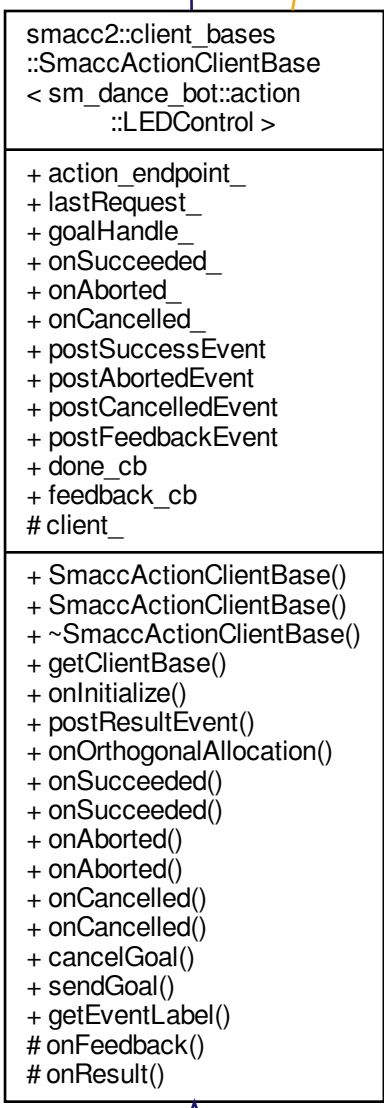 smacc2::client_bases
::SmaccActionClientBase
< sm_dance_bot::action
::LEDControl >
+ action_endpoint_
+ lastRequest_
+ goalHandle_
+ onSucceeded_
+ onAborted_
+ onCancelled_
+ postSuccessEvent
+ postAbortedEvent
+ postCancelledEvent
+ postFeedbackEvent
+ done_cb
+ feedback_cb
# client_
+ SmaccActionClientBase()
+ SmaccActionClientBase()
+ ~SmaccActionClientBase()
+ getClientBase()
+ onInitialize()
+ postResultEvent()
+ onOrthogonalAllocation()
+ onSucceeded()
+ onSucceeded()
+ onAborted()
+ onAborted()
+ onCancelled()
+ onCancelled()
+ cancelGoal()
+ sendGoal()
+ getEventLabel()
# onFeedback()
# onResult()